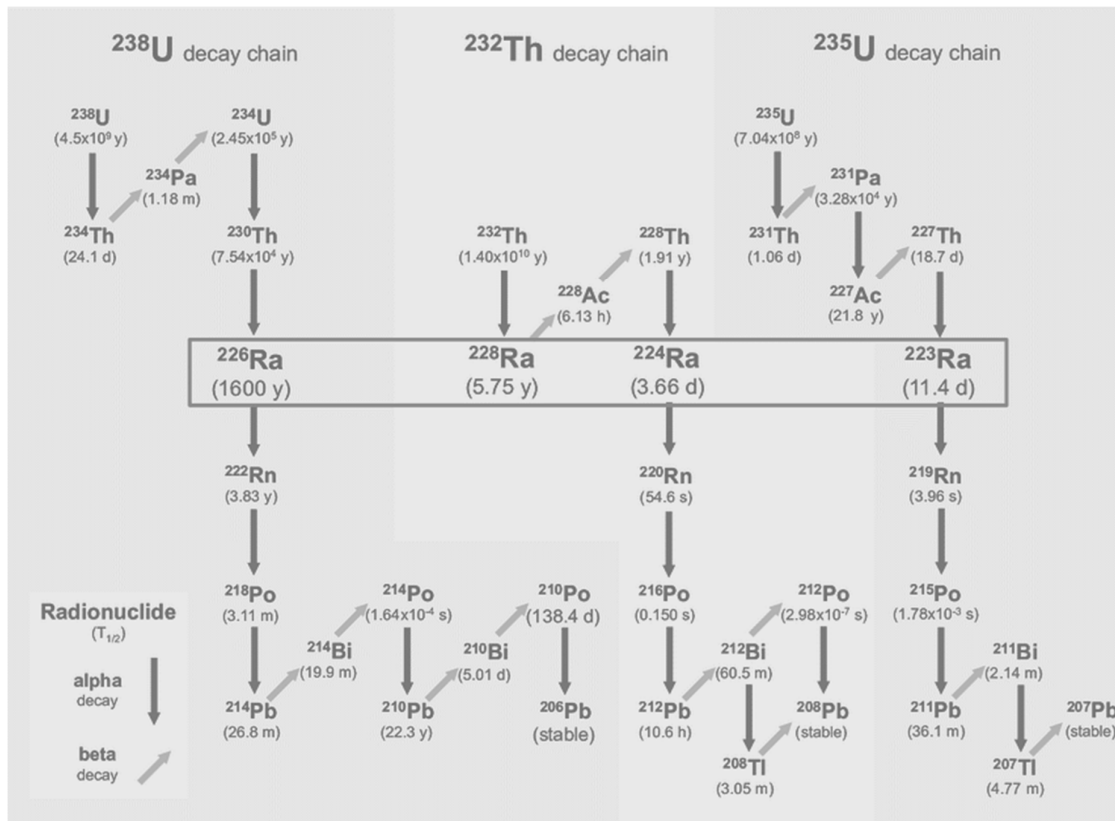 ²³⁸U decay chain
²³²Th decay chain
²³⁵U decay chain
²³⁸U
(4.5x10⁹ y)
²³⁴U
(2.45x10⁵ y)
²³⁴Pa
(1.18 m)
²³⁴Th
(24.1 d)
²³⁰Th
(7.54x10⁴ y)
²³²Th
(1.40x10¹⁰ y)
²²⁸Th
(1.91 y)
²²⁸Ac
(6.13 h)
²³⁵U
(7.04x10⁸ y)
²³¹Pa
(3.28x10⁴ y)
²³¹Th
(1.06 d)
²²⁷Th
(18.7 d)
²²⁷Ac
(21.8 y)
²²⁶Ra
(1600 y)
²²⁸Ra
(5.75 y)
²²⁴Ra
(3.66 d)
²²³Ra
(11.4 d)
²²²Rn
(3.83 y)
²²⁰Rn
(54.6 s)
²¹⁹Rn
(3.96 s)
²¹⁸Po
(3.11 m)
²¹⁴Po
(1.64x10⁻⁴ s)
²¹⁰Po
(138.4 d)
²¹⁴Bi
(19.9 m)
²¹⁰Bi
(5.01 d)
²¹⁴Pb
(26.8 m)
²¹⁰Pb
(22.3 y)
²⁰⁶Pb
(stable)
²¹⁶Po
(0.150 s)
²¹²Po
(2.98x10⁻⁷ s)
²¹²Bi
(60.5 m)
²¹²Pb
(10.6 h)
²⁰⁸Pb
(stable)
²⁰⁸Tl
(3.05 m)
²¹⁵Po
(1.78x10⁻³ s)
²¹¹Bi
(2.14 m)
²¹¹Pb
(36.1 m)
²⁰⁷Pb
(stable)
²⁰⁷Tl
(4.77 m)
Radionuclide
(T₁/₂)
alpha
decay
beta
decay